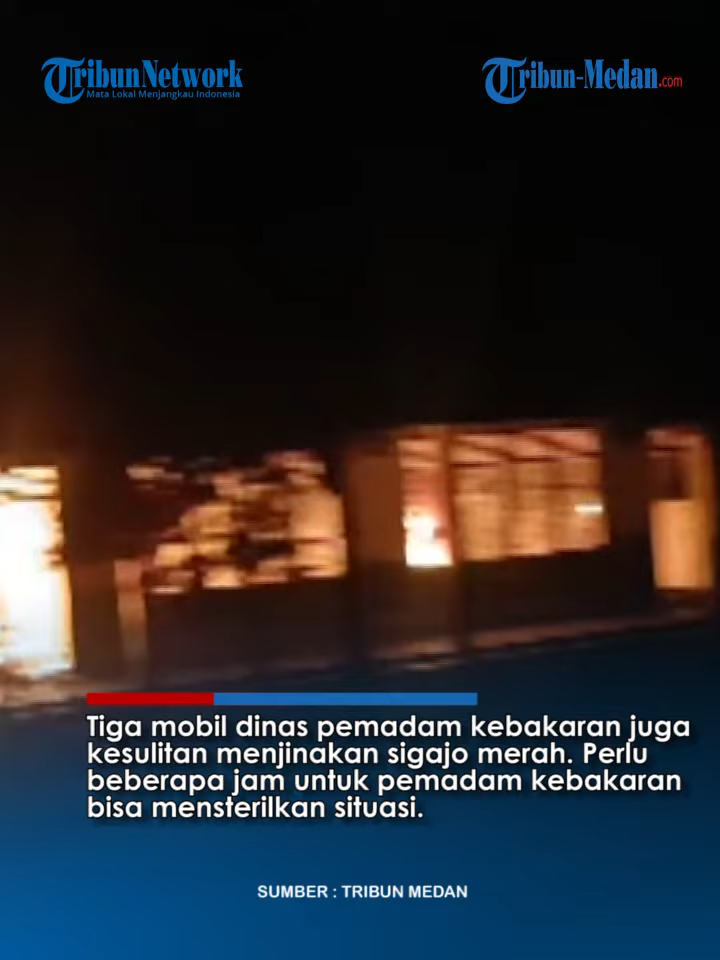 TribunNetwork
Mata Lokal Menjangkau Indonesia
Tribun-Medan.com
Tiga mobil dinas pemadam kebakaran juga
kesulitan menjinakan sigajo merah. Perlu
beberapa jam untuk pemadam kebakaran
bisa mensterilkan situasi.
SUMBER : TRIBUN MEDAN